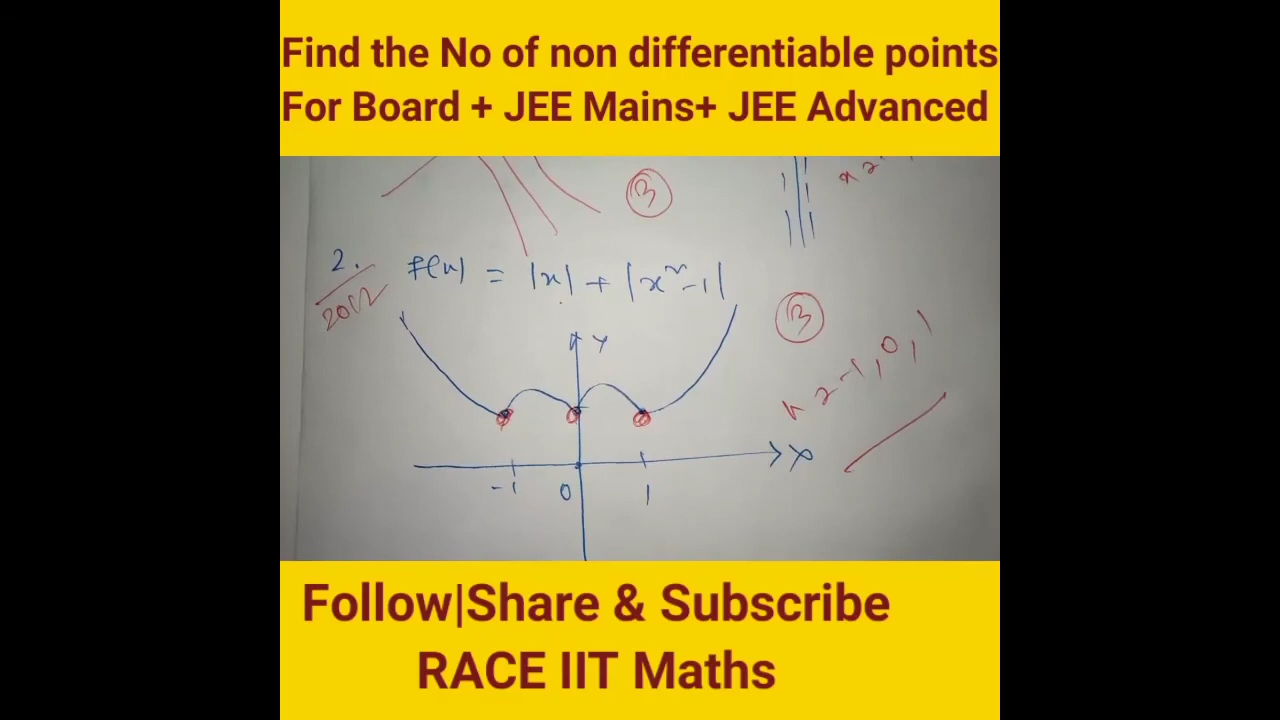 Find the No of non differentiable points
For Board + JEE Mains+ JEE Advanced
3
2. F(x) = |x| + |x²-1|
2012
3
Y
x = -1, 0, 1
X
-1 0 1
Follow|Share & Subscribe
RACE IIT Maths